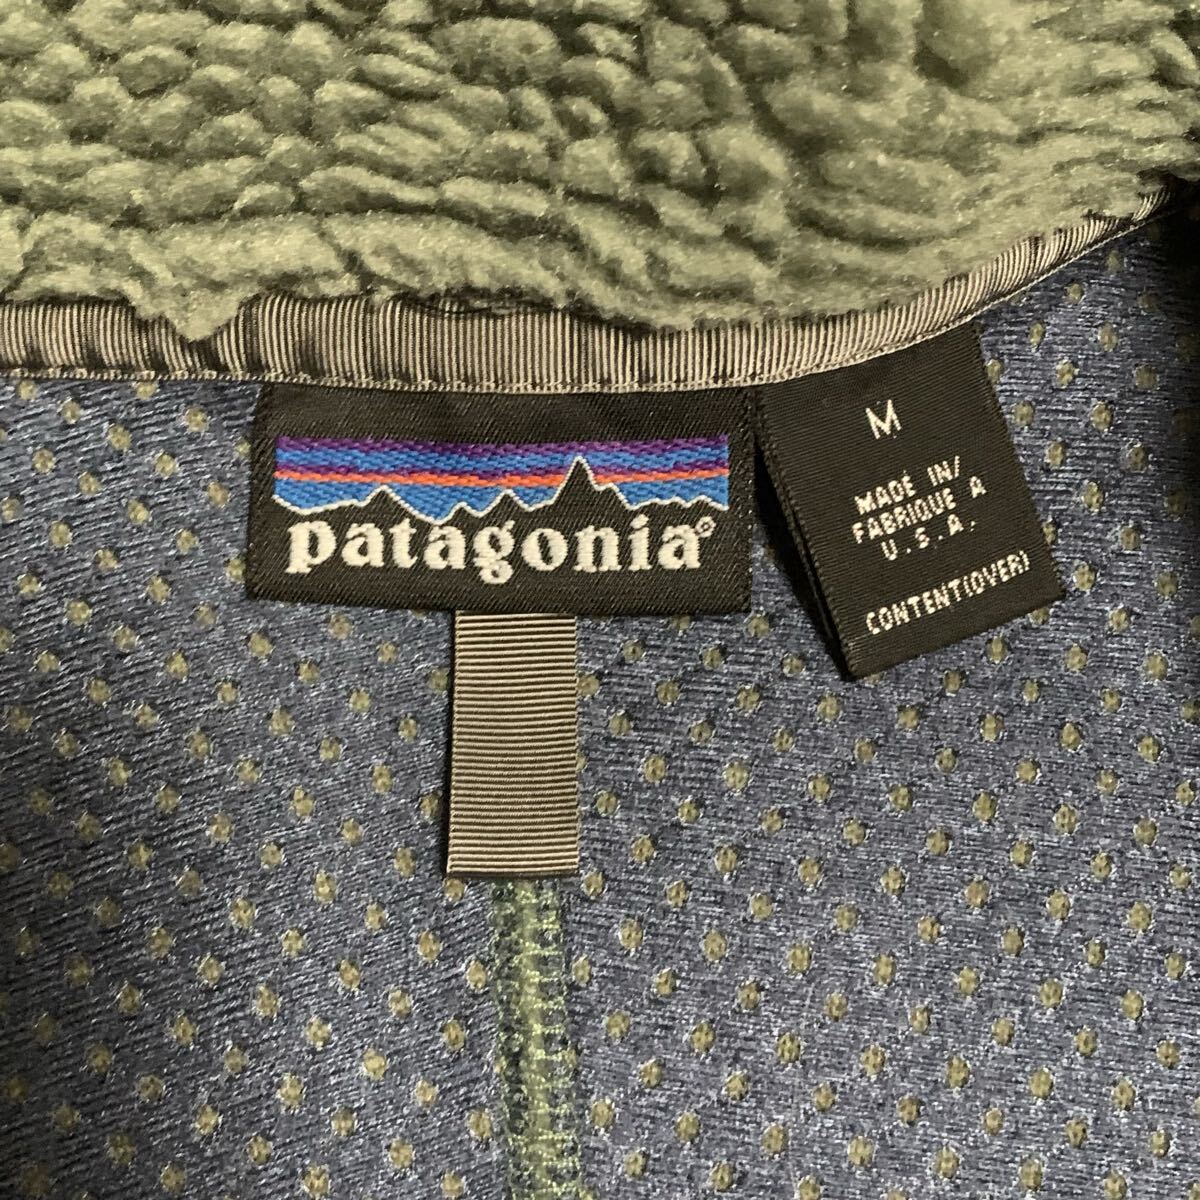 patagonia®
M
MADE IN/
FABRIQUE A
U.S.A.
CONTENT(OVER)